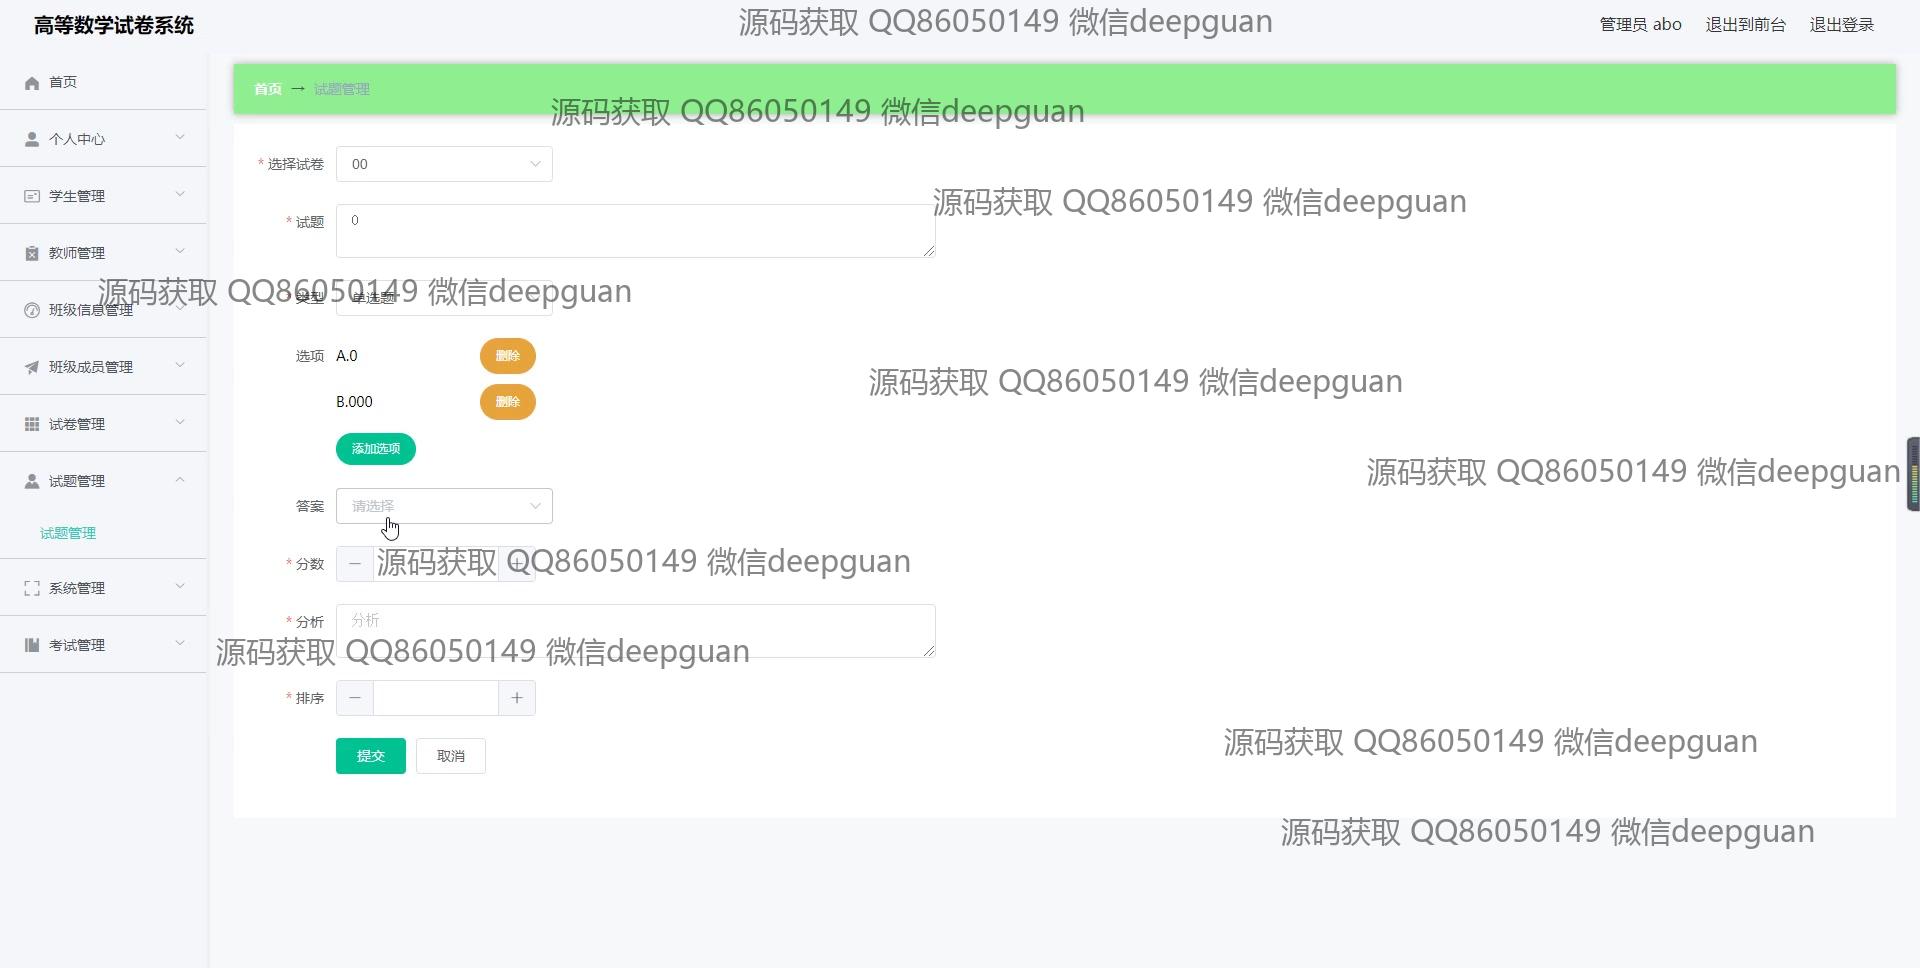 高等数学试卷系统
源码获取 QQ86050149 微信deepguan
管理员 abo
退出到前台
退出登录
首页
个人中心
学生管理
教师管理
班级信息管理
班级成员管理
试卷管理
试题管理
试题管理
系统管理
考试管理
首页 → 试题管理
源码获取 QQ86050149 微信deepguan
* 选择试卷 00
源码获取 QQ86050149 微信deepguan
* 试题 0
源码获取 QQ86050149 微信deepguan
* 类型 单选题
选项 A.0 删除
源码获取 QQ86050149 微信deepguan
B.000 删除
添加选项
源码获取 QQ86050149 微信deepguan
答案 请选择
* 分数 − +
源码获取 QQ86050149 微信deepguan
* 分析 分析
源码获取 QQ86050149 微信deepguan
* 排序 − +
源码获取 QQ86050149 微信deepguan
提交 取消
源码获取 QQ86050149 微信deepguan